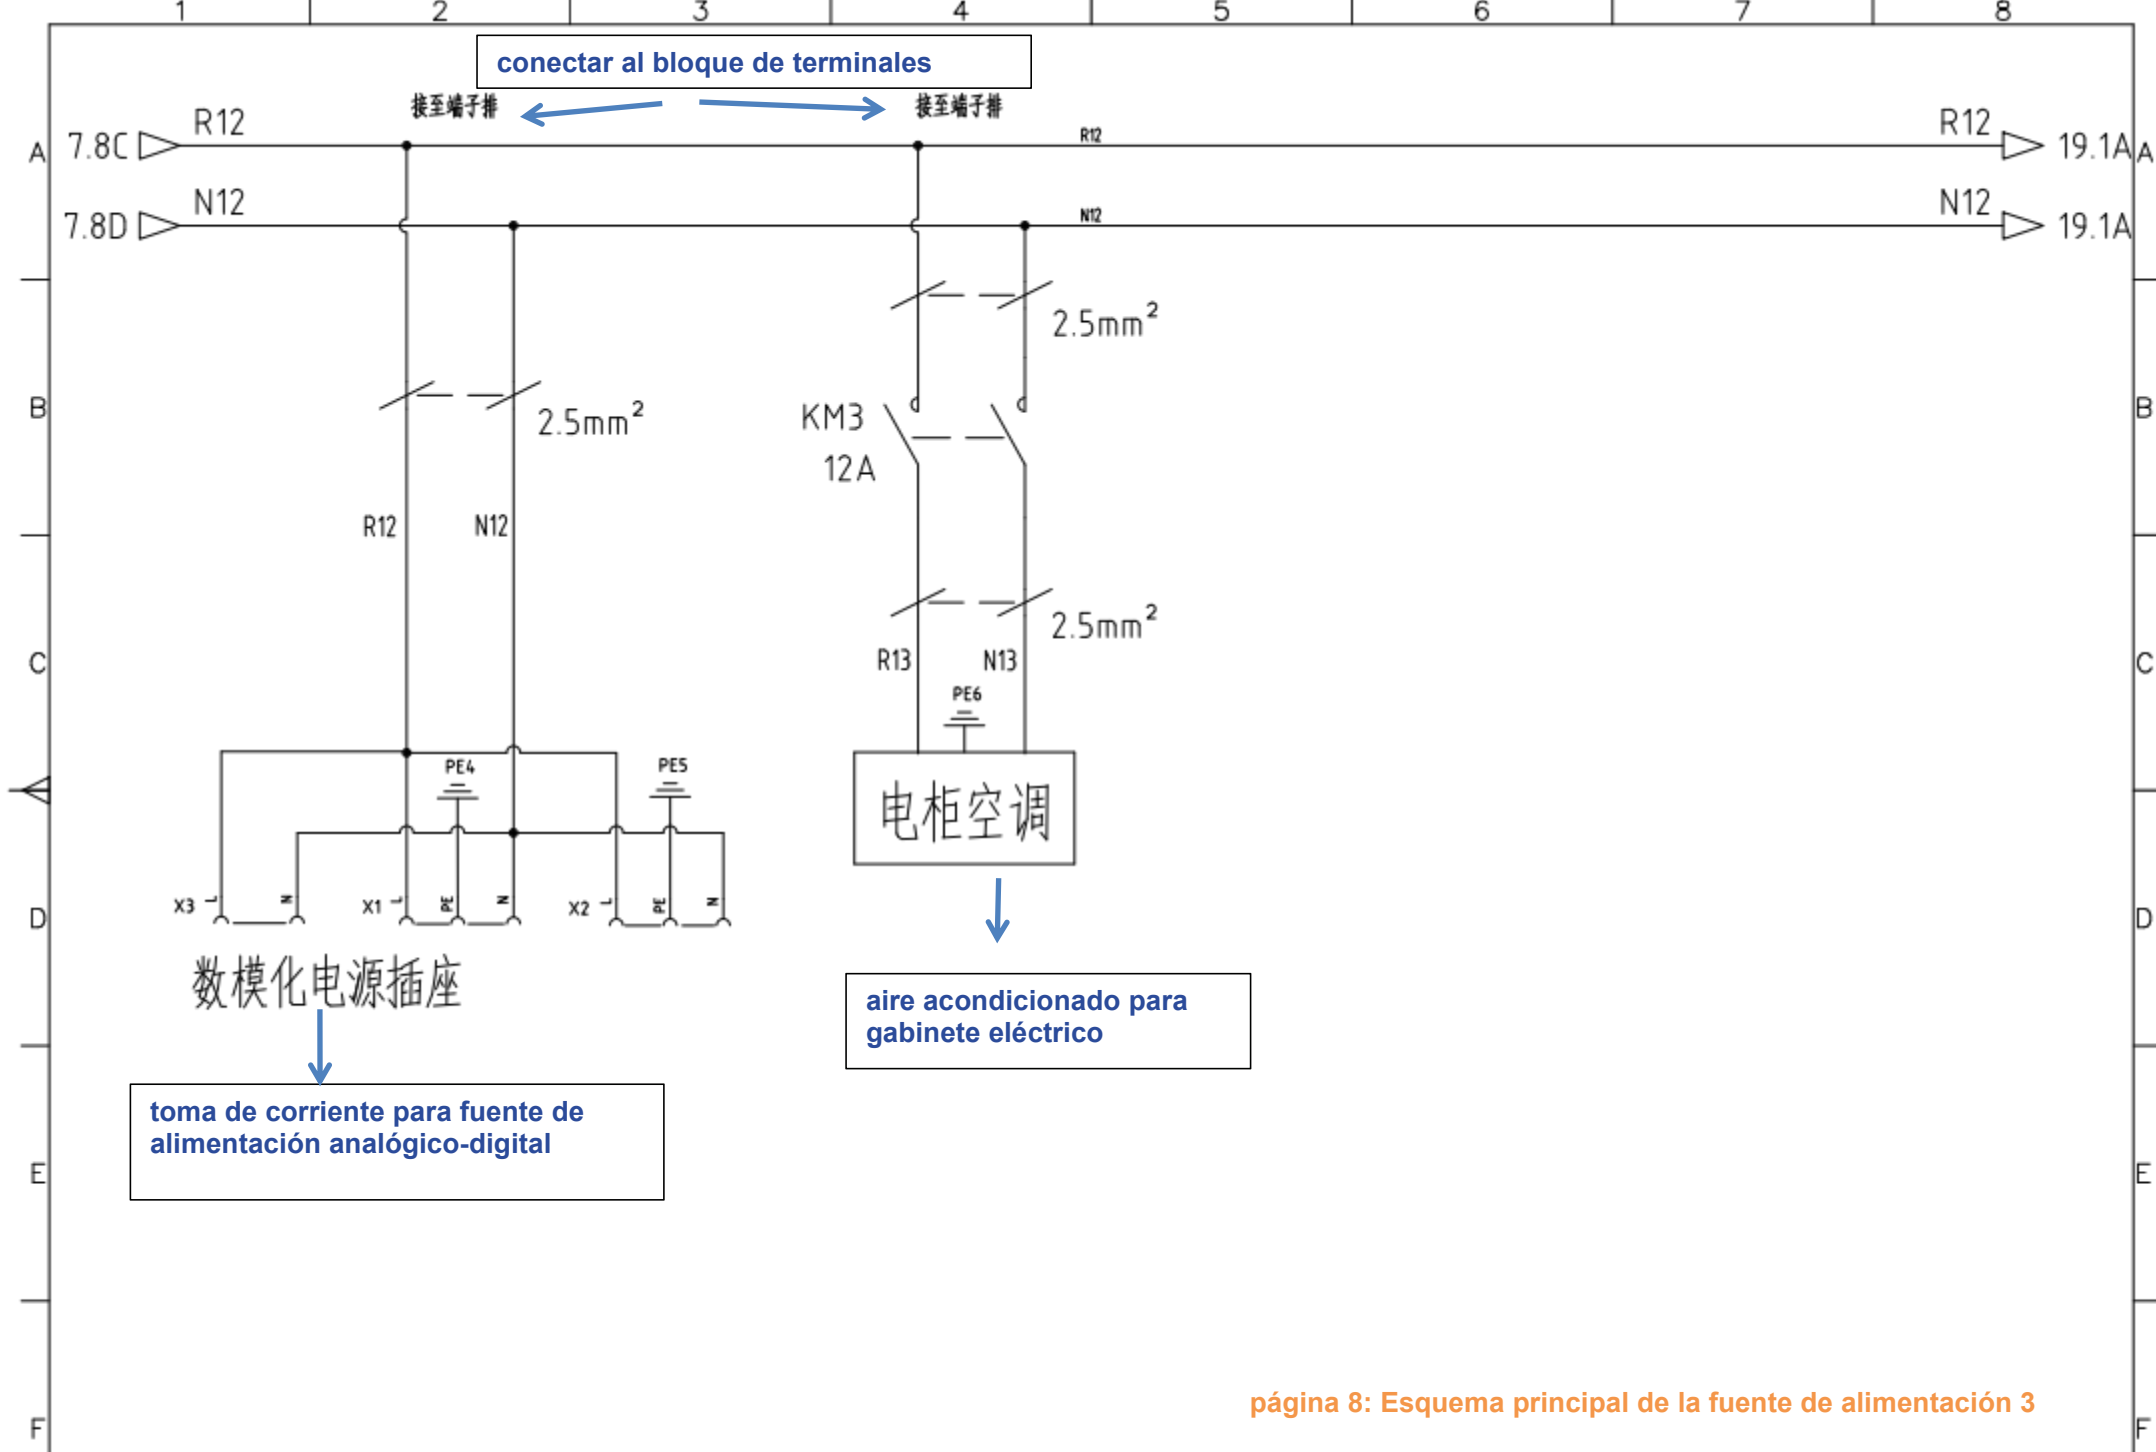 1 2 3 4 5 6 7 8
conectar al bloque de terminales
接至端子排 接至端子排
A 7.8C R12 R12 R12 19.1A A
7.8D N12 N12 N12 19.1A
2.5mm²
B KM3 B
2.5mm²
12A
R12 N12
2.5mm²
C R13 N13 C
PE6
PE4 PE5
电柜空调
X3 L N X1 L PE N X2 L PE N
D D
数模化电源插座
aire acondicionado para
gabinete eléctrico
toma de corriente para fuente de
alimentación analógico-digital
E E
página 8: Esquema principal de la fuente de alimentación 3
F F